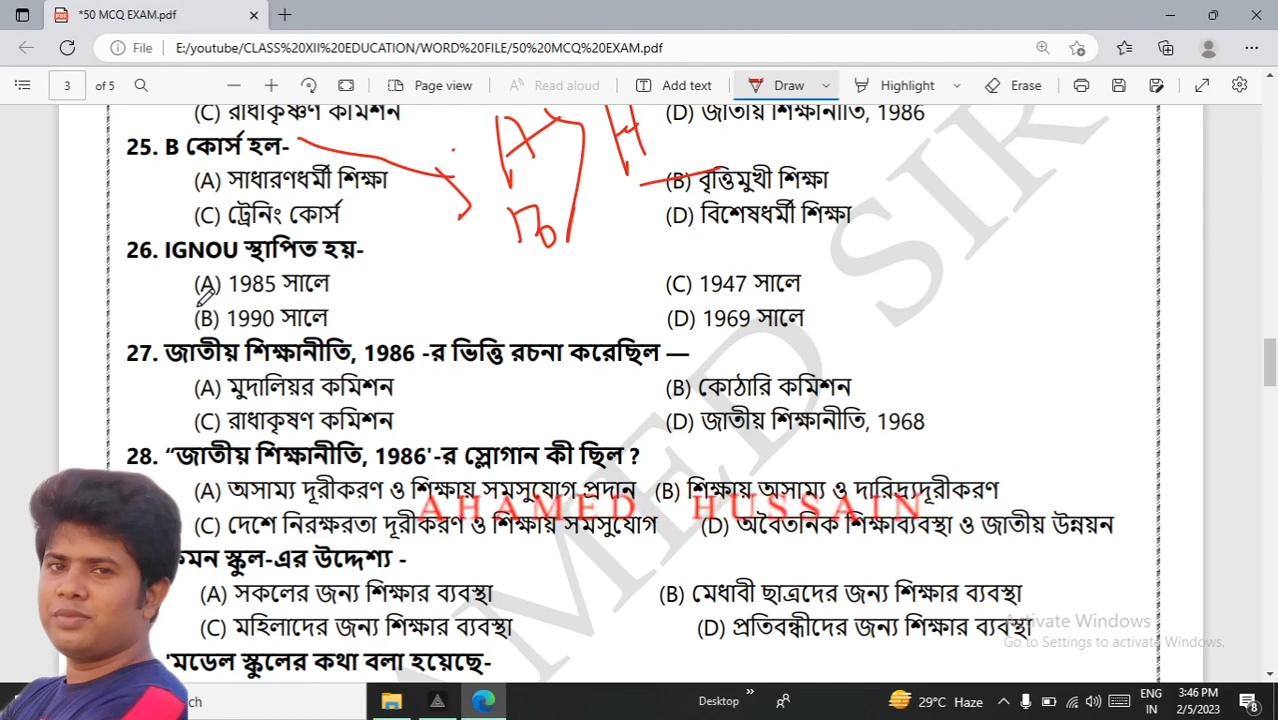 *50 MCQ EXAM.pdf
File E:/youtube/CLASS%20XII%20EDUCATION/WORD%20FILE/50%20MCQ%20EXAM.pdf
3 of 5 Page view Read aloud Add text Draw Highlight Erase
(C) রাধাকৃষ্ণণ কমিশন (D) জাতীয় শিক্ষানীতি, 1986
25. B কোর্স হল-
(A) সাধারণধর্মী শিক্ষা (B) বৃত্তিমুখী শিক্ষা
(C) ট্রেনিং কোর্স (D) বিশেষধর্মী শিক্ষা
26. IGNOU স্থাপিত হয়-
(A) 1985 সালে (C) 1947 সালে
(B) 1990 সালে (D) 1969 সালে
27. জাতীয় শিক্ষানীতি, 1986 -র ভিত্তি রচনা করেছিল —
(A) মুদালিয়র কমিশন (B) কোঠারি কমিশন
(C) রাধাকৃষণ কমিশন (D) জাতীয় শিক্ষানীতি, 1968
28. “জাতীয় শিক্ষানীতি, 1986'-র স্লোগান কী ছিল ?
(A) অসাম্য দূরীকরণ ও শিক্ষায় সমসুযোগ প্রদান (B) শিক্ষায় অসাম্য ও দারিদ্র্যদূরীকরণ
AHAMED HUSSAIN
(C) দেশে নিরক্ষরতা দূরীকরণ ও শিক্ষায় সমসুযোগ (D) অবৈতনিক শিক্ষাব্যবস্থা ও জাতীয় উন্নয়ন
স্কুল-এর উদ্দেশ্য -
(A) সকলের জন্য শিক্ষার ব্যবস্থা (B) মেধাবী ছাত্রদের জন্য শিক্ষার ব্যবস্থা
(C) মহিলাদের জন্য শিক্ষার ব্যবস্থা (D) প্রতিবন্ধীদের জন্য শিক্ষার ব্যবস্থা
Activate Windows
Go to Settings to activate Windows.
'মডেল স্কুলের কথা বলা হয়েছে-
AMED SIR
Desktop 29°C Haze ENG IN 3:46 PM 2/5/2023 8